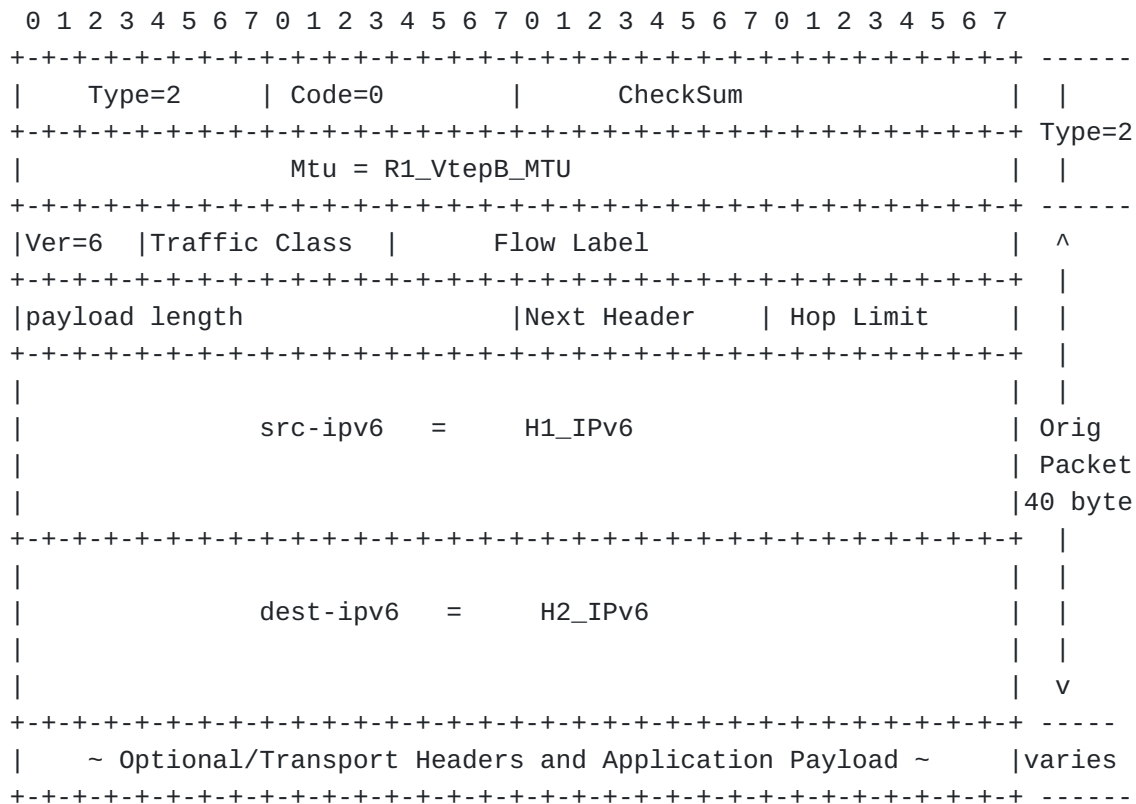 0 1 2 3 4 5 6 7 0 1 2 3 4 5 6 7 0 1 2 3 4 5 6 7 0 1 2 3 4 5 6 7
+-+-+-+-+-+-+-+-+-+-+-+-+-+-+-+-+-+-+-+-+-+-+-+-+-+-+-+-+-+-+-+-+ ------
|    Type=2     | Code=0        |      CheckSum                 |  |
+-+-+-+-+-+-+-+-+-+-+-+-+-+-+-+-+-+-+-+-+-+-+-+-+-+-+-+-+-+-+-+-+ Type=2
|                 Mtu = R1_VtepB_MTU                            |  |
+-+-+-+-+-+-+-+-+-+-+-+-+-+-+-+-+-+-+-+-+-+-+-+-+-+-+-+-+-+-+-+-+ ------
|Ver=6  |Traffic Class  |      Flow Label                       |  ^
+-+-+-+-+-+-+-+-+-+-+-+-+-+-+-+-+-+-+-+-+-+-+-+-+-+-+-+-+-+-+-+-+  |
|payload length                 |Next Header    | Hop Limit     |  |
+-+-+-+-+-+-+-+-+-+-+-+-+-+-+-+-+-+-+-+-+-+-+-+-+-+-+-+-+-+-+-+-+  |
|                                                               |  |
|               src-ipv6   =     H1_IPv6                        | Orig
|                                                               | Packet
|                                                               |40 byte
+-+-+-+-+-+-+-+-+-+-+-+-+-+-+-+-+-+-+-+-+-+-+-+-+-+-+-+-+-+-+-+-+  |
|                                                               |  |
|               dest-ipv6   =     H2_IPv6                       |  |
|                                                               |  |
|                                                               |  v
+-+-+-+-+-+-+-+-+-+-+-+-+-+-+-+-+-+-+-+-+-+-+-+-+-+-+-+-+-+-+-+-+ -----
|    ~ Optional/Transport Headers and Application Payload ~     |varies
+-+-+-+-+-+-+-+-+-+-+-+-+-+-+-+-+-+-+-+-+-+-+-+-+-+-+-+-+-+-+-+-+ ------